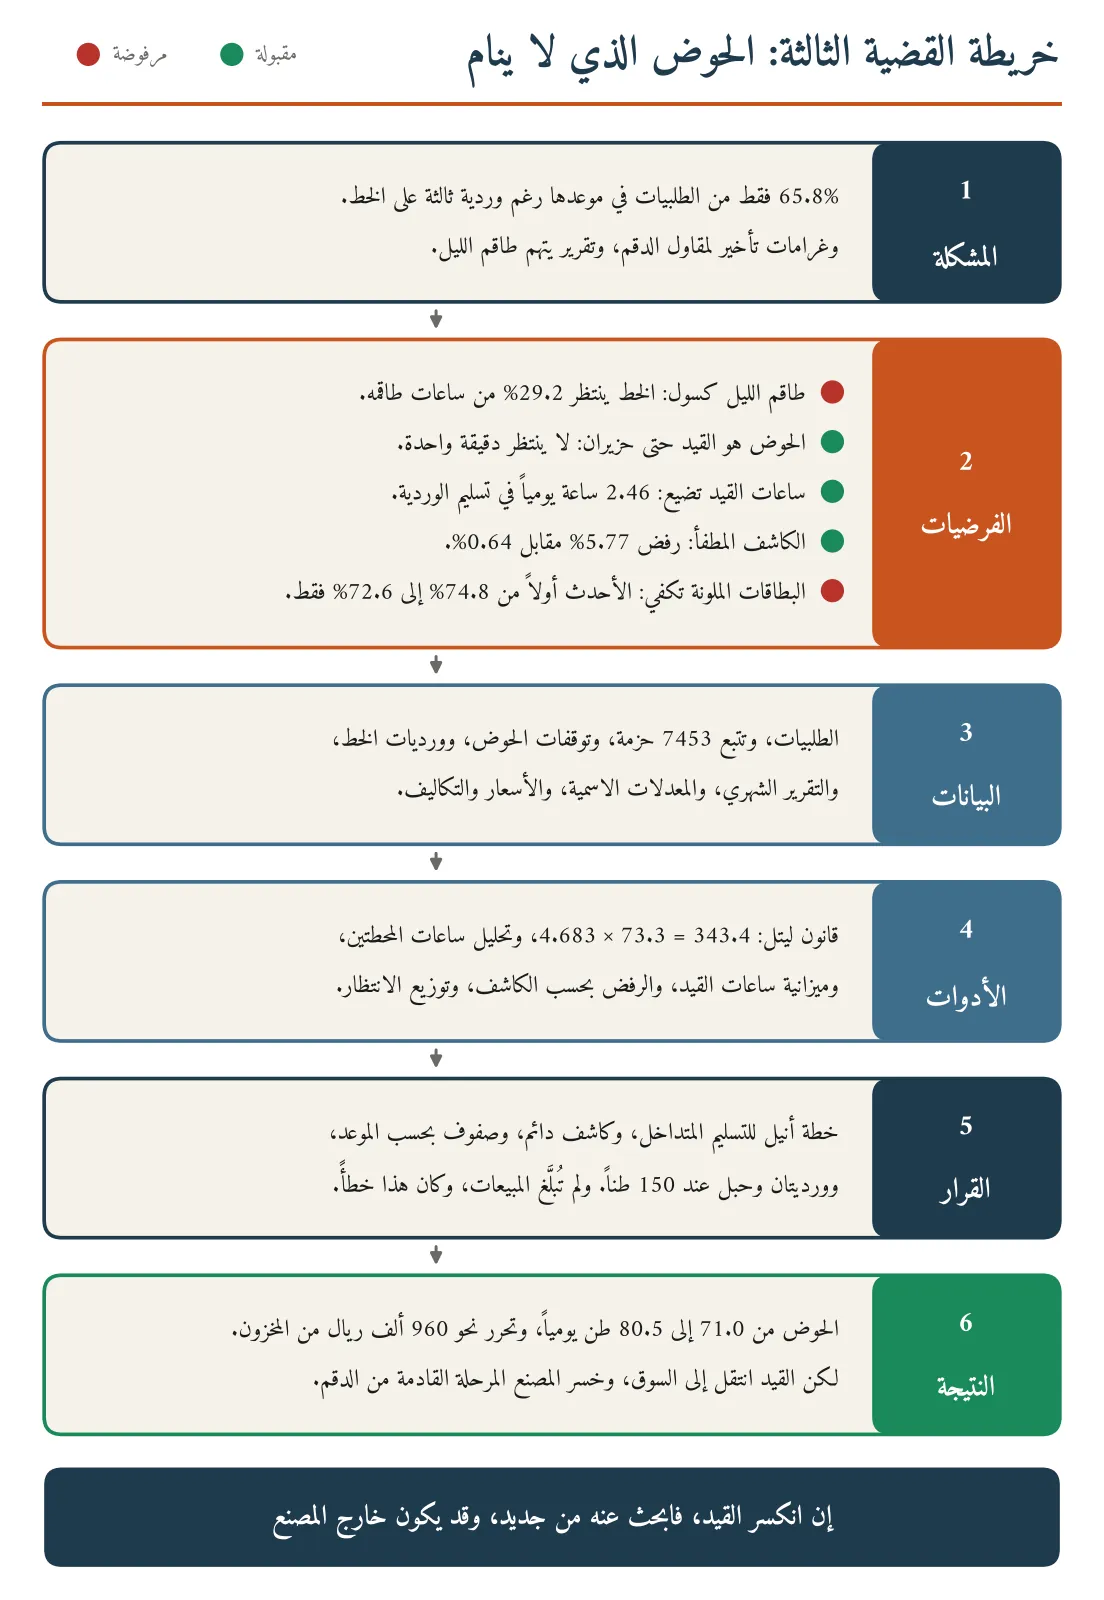 خريطة القضية الثالثة: الحوض الذي لا ينام
مقبولة
مرفوضة
1
المشكلة
65.8% فقط من الطلبيات في موعدها رغم وردية ثالثة على الخط.
وغرامات تأخير لمقاول الدقم، وتقرير يتهم طاقم الليل.
2
الفرضيات
طاقم الليل كسول: الخط ينتظر 29.2% من ساعات طاقمه.
الحوض هو القيد حتى حزيران: لا ينتظر دقيقة واحدة.
ساعات القيد تضيع: 2.46 ساعة يومياً في تسليم الوردية.
الكاشف المطفأ: رفض 5.77% مقابل 0.64%.
البطاقات الملونة تكفي: الأحدث أولاً من 74.8% إلى 72.6% فقط.
3
البيانات
الطلبيات، وتتبع 7453 حزمة، وتوقفات الحوض، وورديات الخط،
والتقرير الشهري، والمعدلات الاسمية، والأسعار والتكاليف.
4
الأدوات
قانون ليتل: 343.4 = 73.3 × 4.683، وتحليل ساعات المحطتين،
وميزانية ساعات القيد، والرفض بحسب الكاشف، وتوزيع الانتظار.
5
القرار
خطة أنيل للتسليم المتداخل، وكاشف دائم، وصفوف بحسب الموعد،
وورديتان وحبل عند 150 طناً. ولم تُبلَّغ المبيعات، وكان هذا خطأً.
6
النتيجة
الحوض من 71.0 إلى 80.5 طن يومياً، وتحرر نحو 960 ألف ريال من المخزون.
لكن القيد انتقل إلى السوق، وخسر المصنع المرحلة القادمة من الدقم.
إن انكسر القيد، فابحث عنه من جديد، وقد يكون خارج المصنع